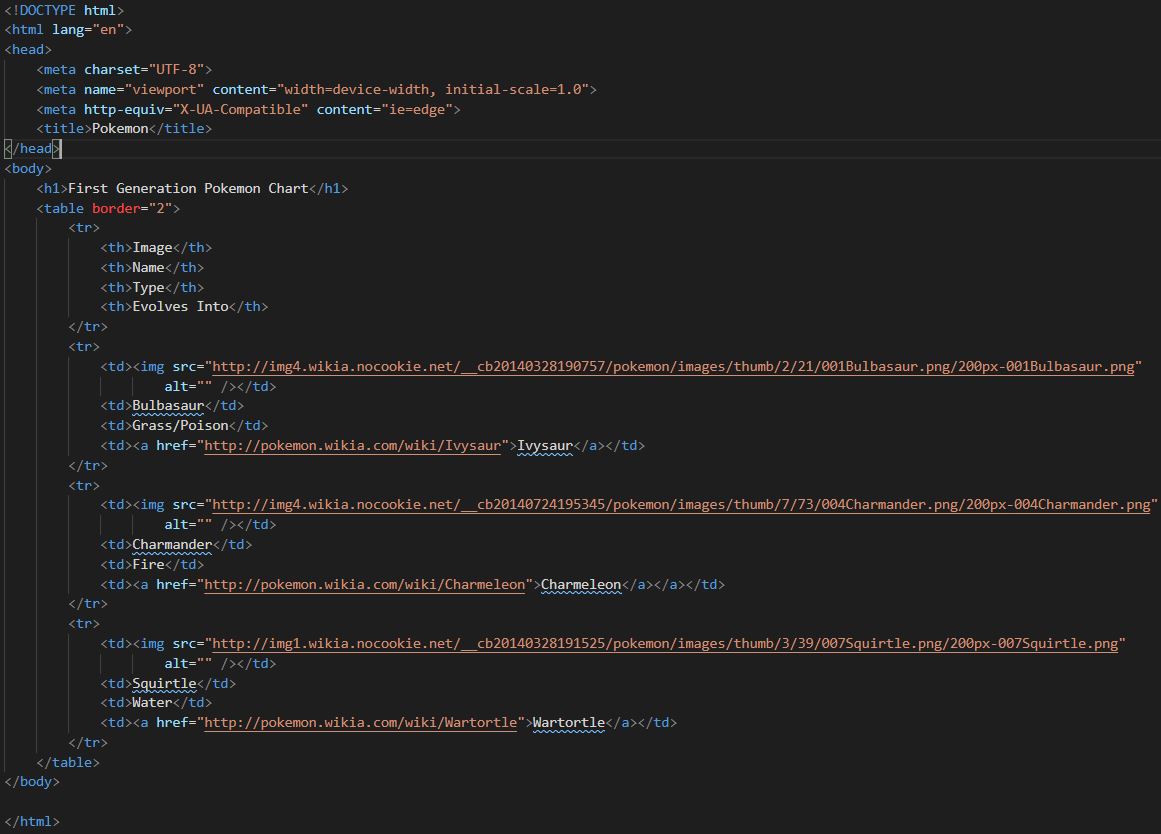 <!DOCTYPE html>
<html lang="en">
<head>
    <meta charset="UTF-8">
    <meta name="viewport" content="width=device-width, initial-scale=1.0">
    <meta http-equiv="X-UA-Compatible" content="ie=edge">
    <title>Pokemon</title>
</head>
<body>
    <h1>First Generation Pokemon Chart</h1>
    <table border="2">
        <tr>
            <th>Image</th>
            <th>Name</th>
            <th>Type</th>
            <th>Evolves Into</th>
        </tr>
        <tr>
            <td><img src="http://img4.wikia.nocookie.net/__cb20140328190757/pokemon/images/thumb/2/21/001Bulbasaur.png/200px-001Bulbasaur.png"
                    alt="" /></td>
            <td>Bulbasaur</td>
            <td>Grass/Poison</td>
            <td><a href="http://pokemon.wikia.com/wiki/Ivysaur">Ivysaur</a></td>
        </tr>
        <tr>
            <td><img src="http://img4.wikia.nocookie.net/__cb20140724195345/pokemon/images/thumb/7/73/004Charmander.png/200px-004Charmander.png"
                    alt="" /></td>
            <td>Charmander</td>
            <td>Fire</td>
            <td><a href="http://pokemon.wikia.com/wiki/Charmeleon">Charmeleon</a></a></td>
        </tr>
        <tr>
            <td><img src="http://img1.wikia.nocookie.net/__cb20140328191525/pokemon/images/thumb/3/39/007Squirtle.png/200px-007Squirtle.png"
                    alt="" /></td>
            <td>Squirtle</td>
            <td>Water</td>
            <td><a href="http://pokemon.wikia.com/wiki/Wartortle">Wartortle</a></td>
        </tr>
    </table>
</body>

</html>